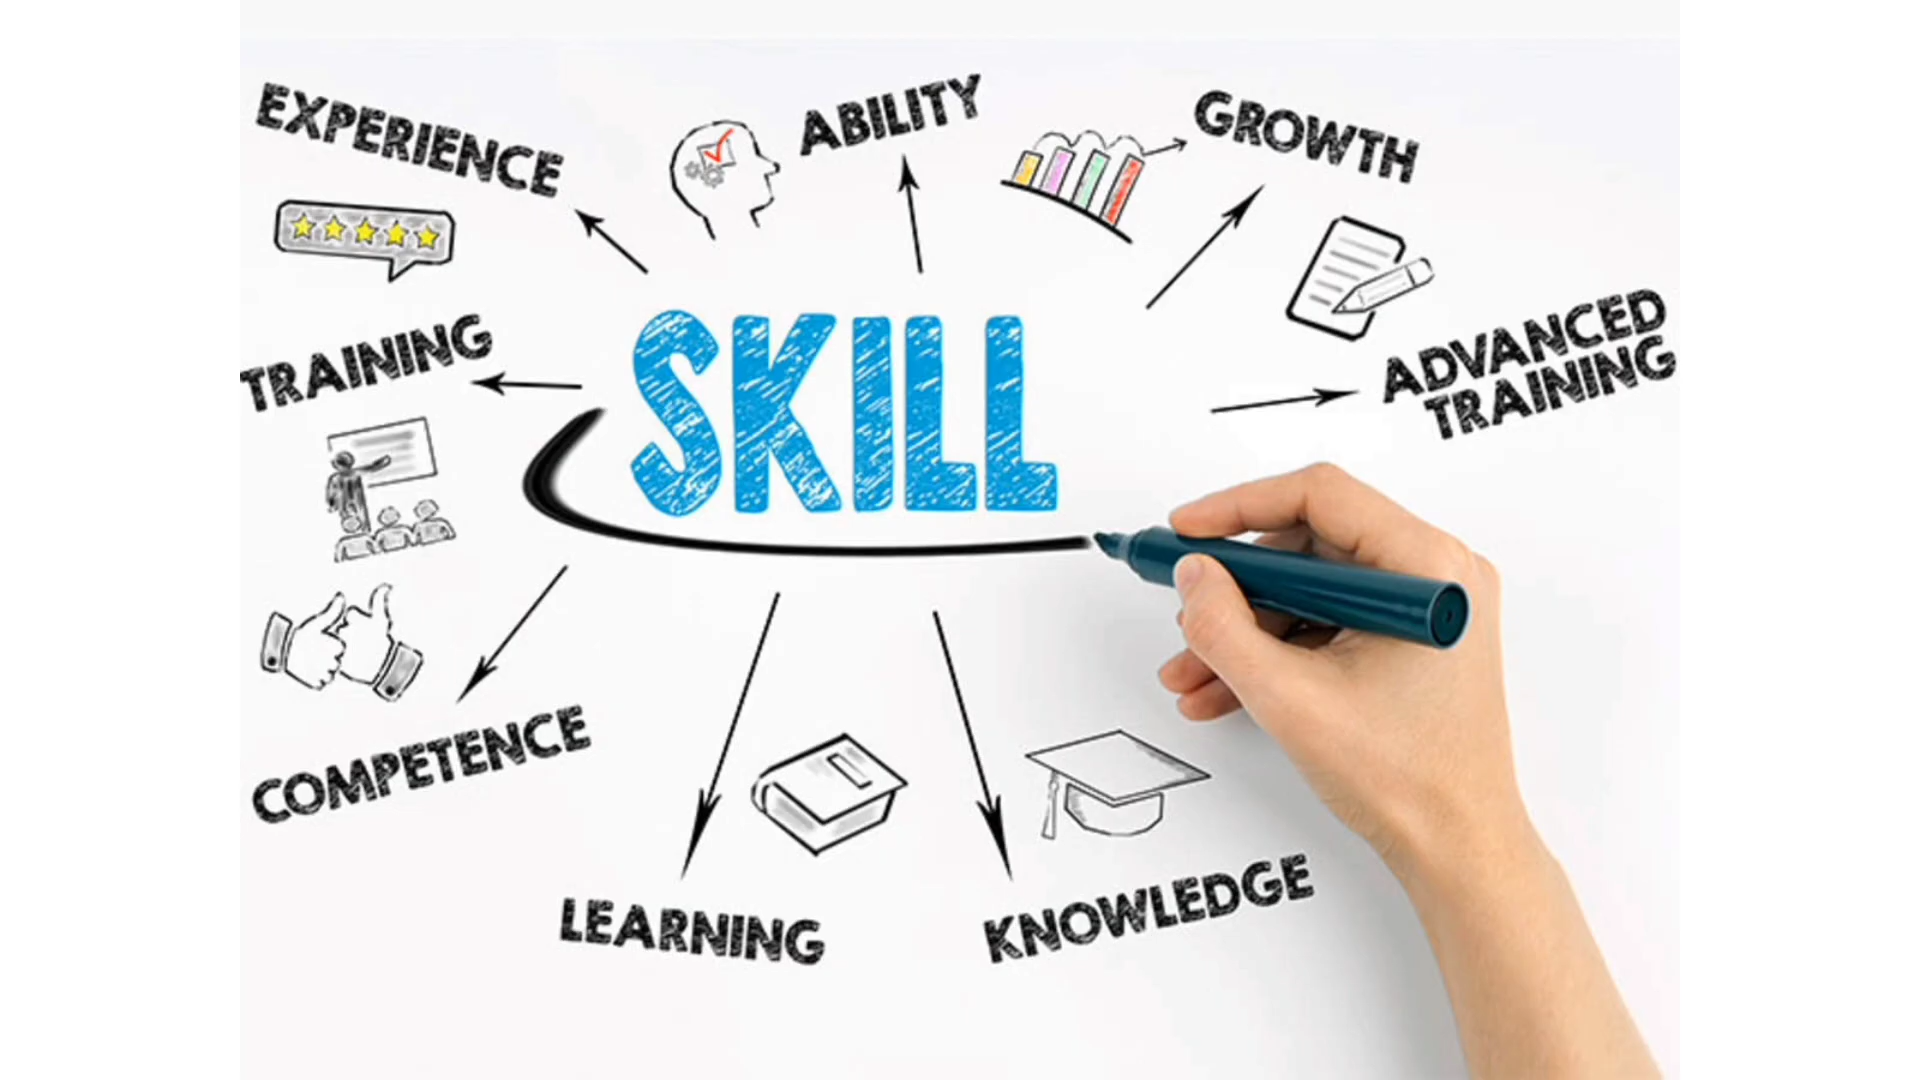 EXPERIENCE
ABILITY
GROWTH
TRAINING
SKILL
ADVANCED
TRAINING
COMPETENCE
LEARNING
KNOWLEDGE